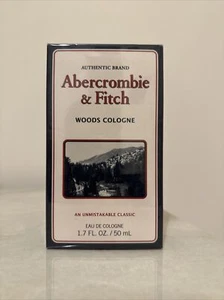 AUTHENTIC BRAND
Abercrombie
& Fitch
WOODS COLOGNE
AN UNMISTAKABLE CLASSIC
EAU DE COLOGNE
1.7 FL. OZ. / 50 mL